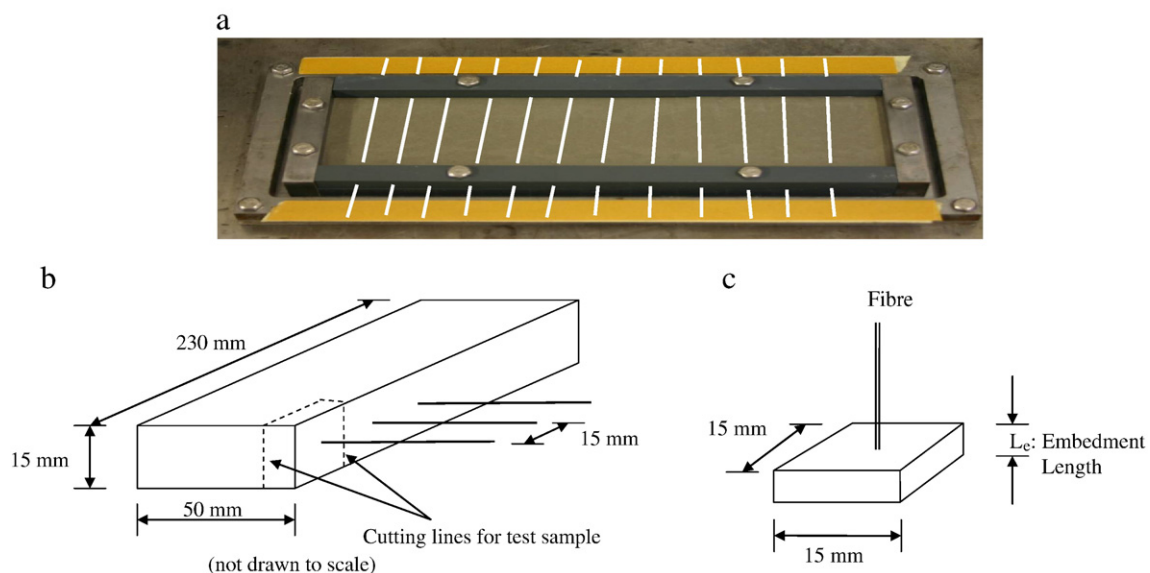 a
b
c
230 mm
15 mm
50 mm
15 mm
Cutting lines for test sample
(not drawn to scale)
Fibre
15 mm
15 mm
Lₑ: Embedment
Length